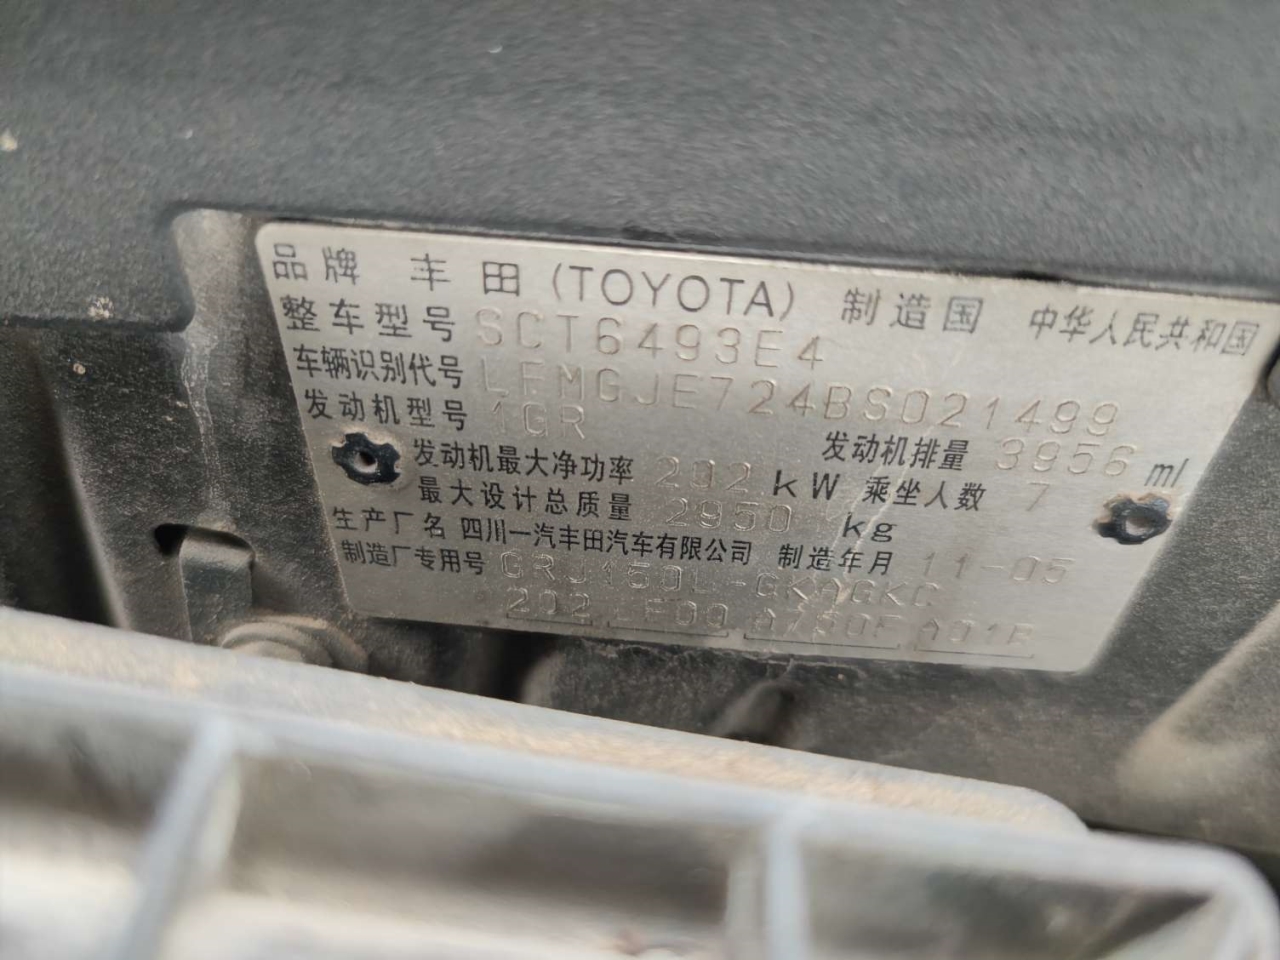 品牌 丰田(TOYOTA) 制造国 中华人民共和国
整车型号 SCT6493E4
车辆识别代号 LFMGJE724BS021499
发动机型号 1GR 发动机排量 3956 ml
发动机最大净功率 202 kW 乘坐人数 7
最大设计总质量 2950 kg
生产厂名 四川一汽丰田汽车有限公司 制造年月 11-05
制造厂专用号 GRJ150L-GKAGKC
202 LF00 A750F A01B